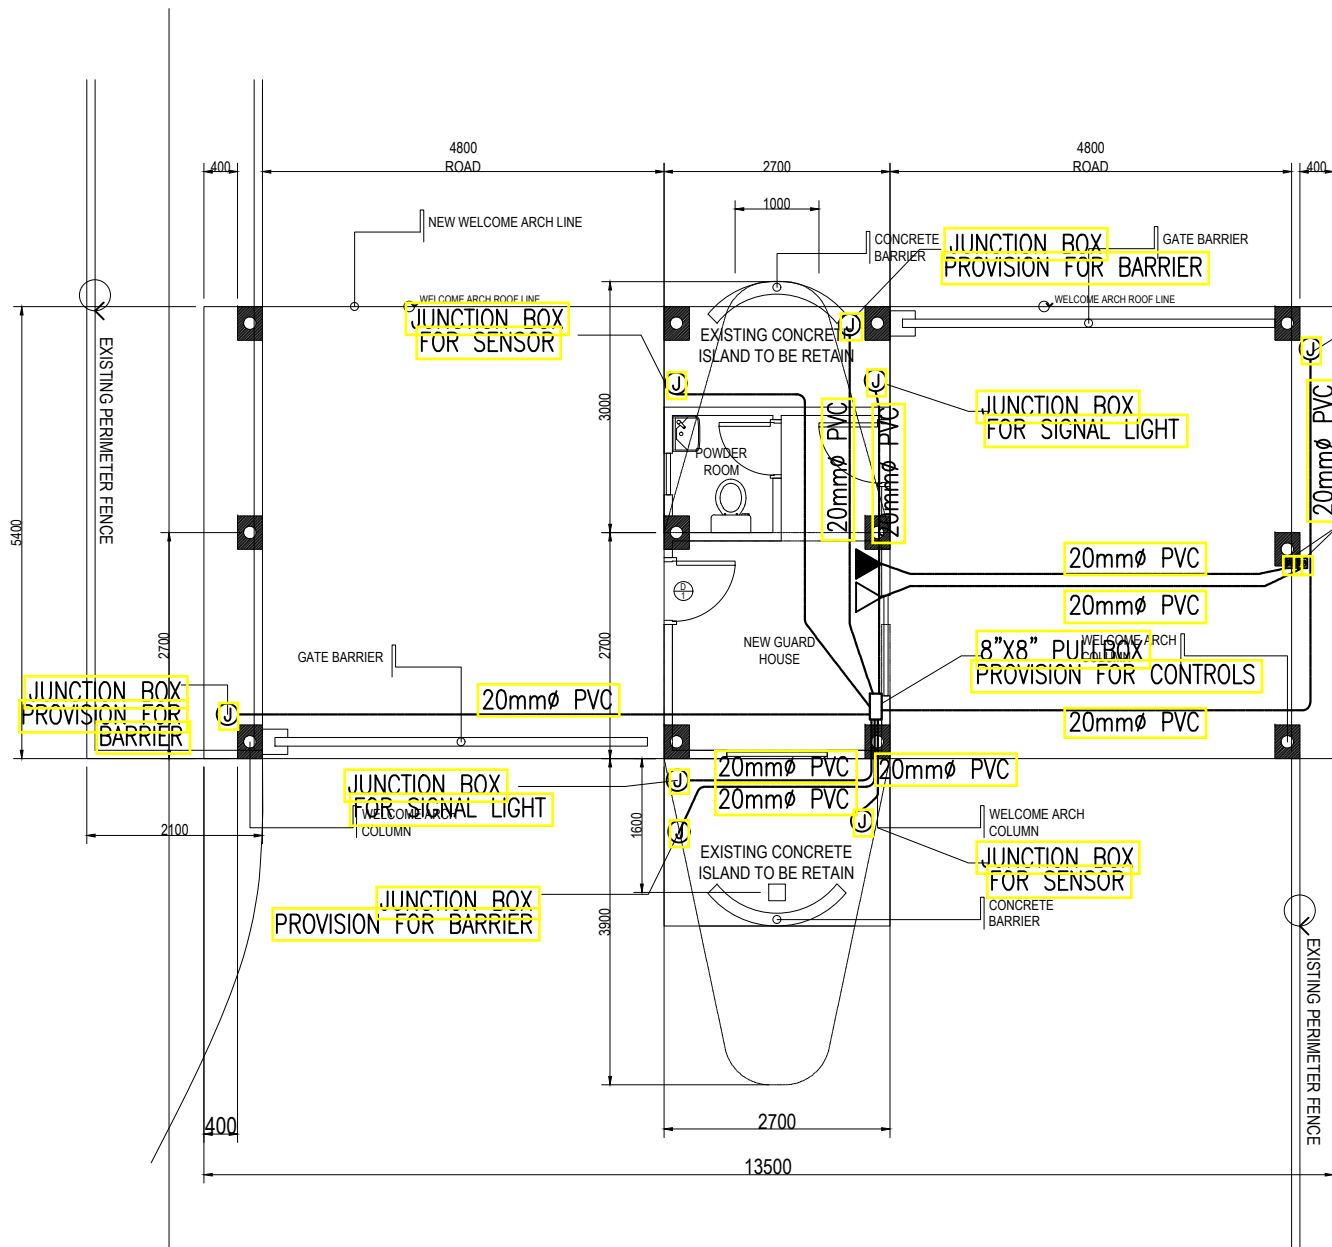 4800
ROAD
400
2700
4800
ROAD
400
1000
NEW WELCOME ARCH LINE
CONCRETE
BARRIER
JUNCTION BOX
PROVISION FOR BARRIER
GATE BARRIER
WELCOME ARCH ROOF LINE
WELCOME ARCH ROOF LINE
JUNCTION BOX
FOR SENSOR
J
EXISTING CONCRETE
ISLAND TO BE RETAIN
J
J
J
EXISTING PERIMETER FENCE
3000
JUNCTION BOX
FOR SIGNAL LIGHT
20mmø PVC
20mmø PVC
20mmø PVC
POWDER
ROOM
5400
20mmø PVC
20mmø PVC
D
1
2700
2700
NEW GUARD
HOUSE
GATE BARRIER
8"X8" PULLBOX
PROVISION FOR CONTROLS
WELCOME ARCH
COLUMN
JUNCTION BOX
PROVISION FOR
BARRIER
J
20mmø PVC
20mmø PVC
20mmø PVC
20mmø PVC
20mmø PVC
J
JUNCTION BOX
FOR SIGNAL LIGHT
WELCOME ARCH
COLUMN
2100
1600
J
J
WELCOME ARCH
COLUMN
EXISTING CONCRETE
ISLAND TO BE RETAIN
JUNCTION BOX
FOR SENSOR
JUNCTION BOX
PROVISION FOR BARRIER
CONCRETE
BARRIER
3900
EXISTING PERIMETER FENCE
400
2700
13500